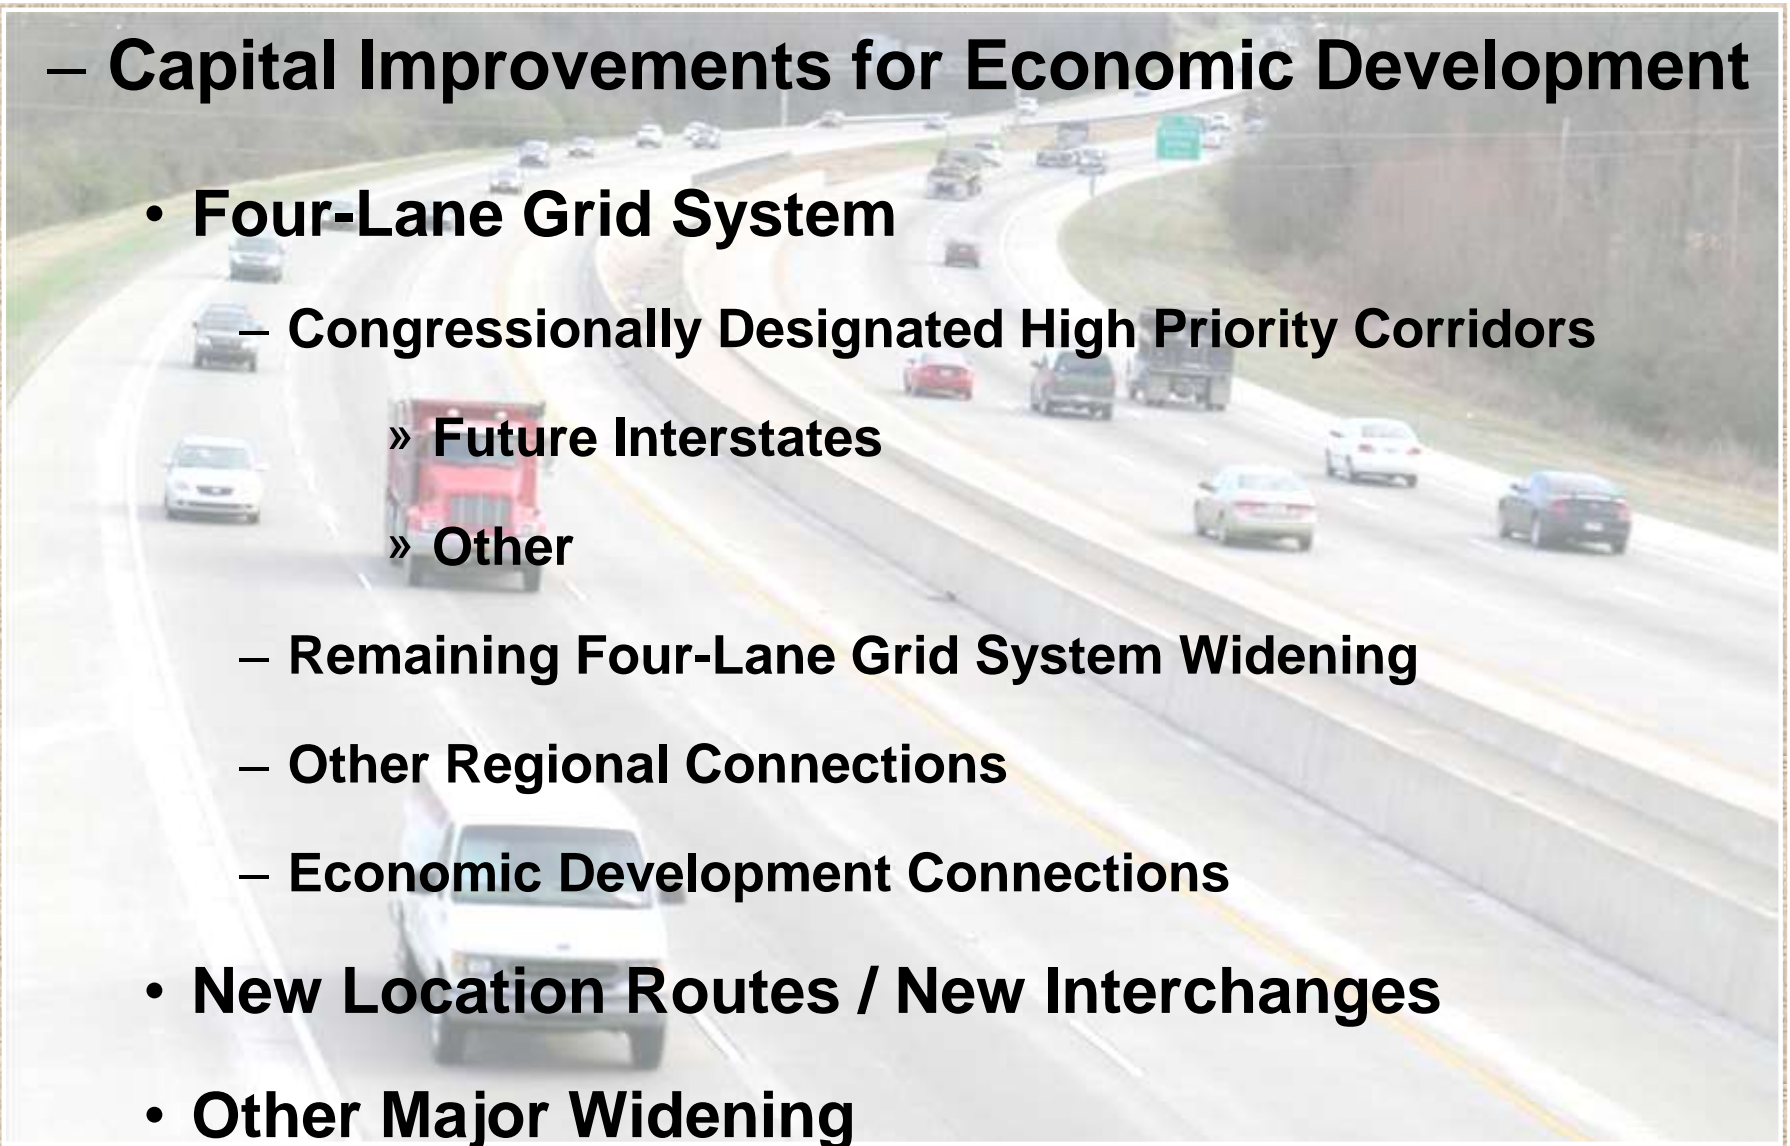 – Capital Improvements for Economic Development
• Four-Lane Grid System
– Congressionally Designated High Priority Corridors
» Future Interstates
» Other
– Remaining Four-Lane Grid System Widening
– Other Regional Connections
– Economic Development Connections
• New Location Routes / New Interchanges
• Other Major Widening